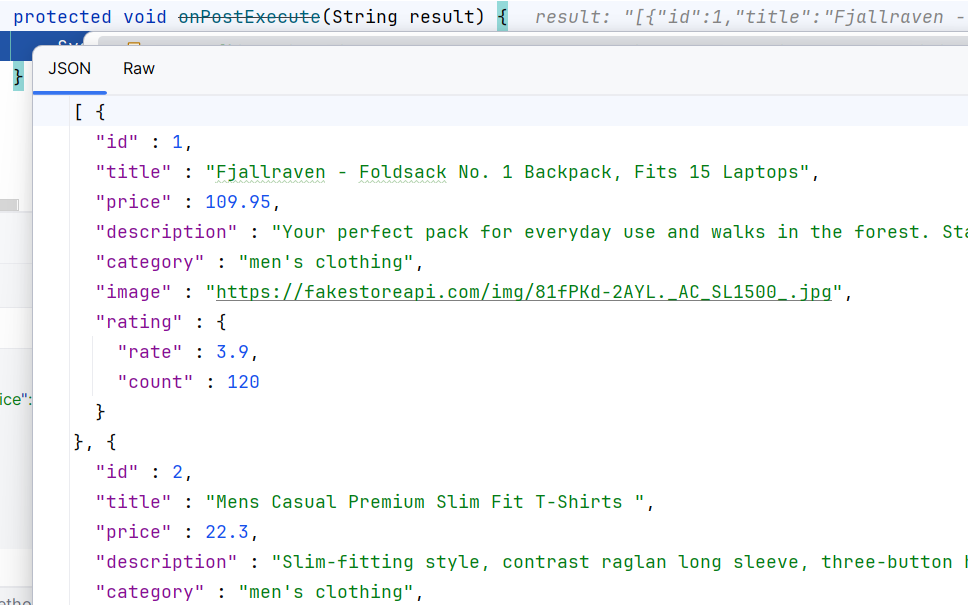 protected void onPostExecute(String result) { result: "[{"id":1,"title":"Fjallraven -
}
JSON Raw
[ {
"id" : 1,
"title" : "Fjallraven - Foldsack No. 1 Backpack, Fits 15 Laptops",
"price" : 109.95,
"description" : "Your perfect pack for everyday use and walks in the forest. Sta
"category" : "men's clothing",
"image" : "https://fakestoreapi.com/img/81fPKd-2AYL._AC_SL1500_.jpg",
"rating" : {
"rate" : 3.9,
ice":
"count" : 120
}
}, {
"id" : 2,
"title" : "Mens Casual Premium Slim Fit T-Shirts ",
"price" : 22.3,
"description" : "Slim-fitting style, contrast raglan long sleeve, three-button h
"category" : "men's clothing",